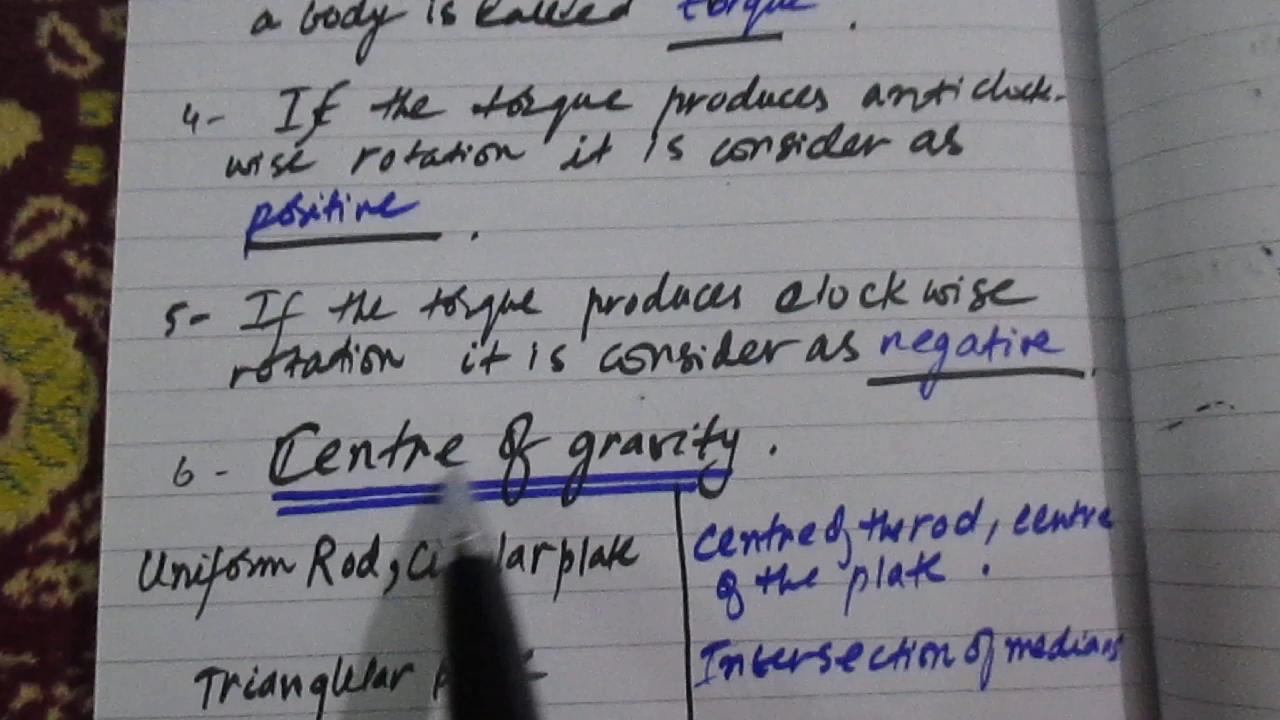 a body is called torque .
4- If the torque produces anticlock-
wise rotation it is consider as
positive .
5- If the torque produces clockwise
rotation it is consider as negative.
6- Centre of gravity .
Uniform Rod, plate
centre of the rod, centre
of the plate .
Triangular
Intersection of medians